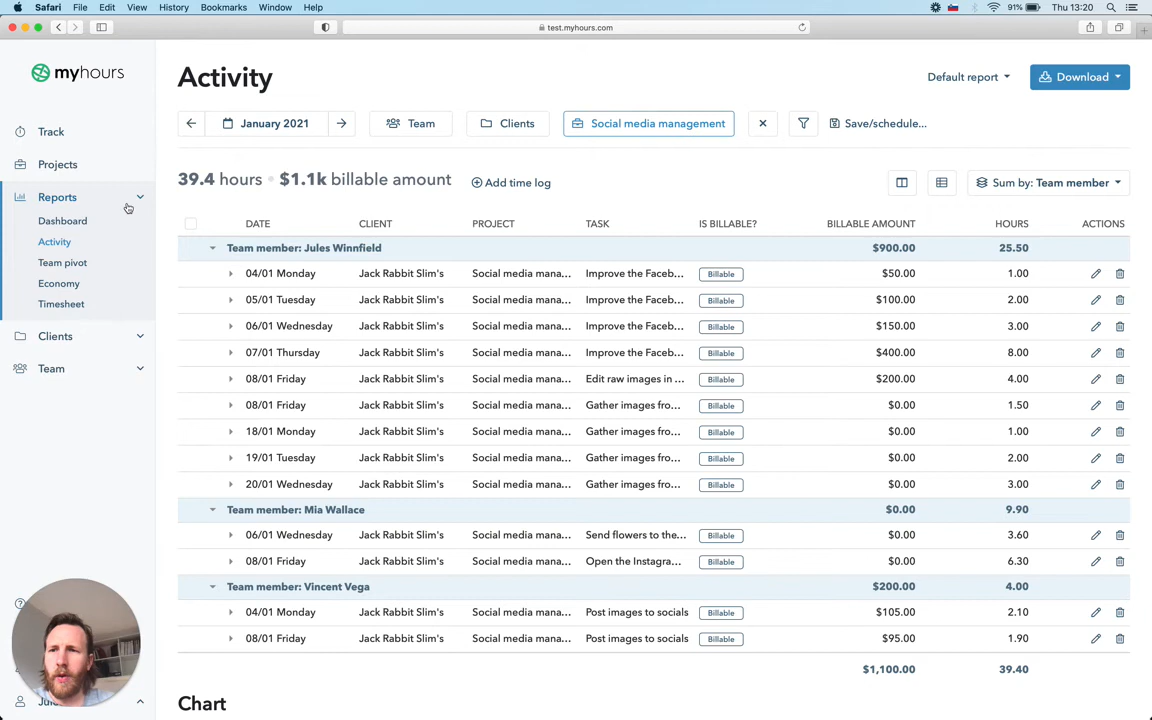 Safari File Edit View History Bookmarks Window Help 91% Thu 13:20
test.myhours.com
myhours
Track
Projects
Reports
Dashboard
Activity
Team pivot
Economy
Timesheet
Clients
Team
Activity
Default report
Download
January 2021
Team
Clients
Social media management
Save/schedule...
39.4 hours • $1.1k billable amount
Add time log
Sum by: Team member
DATE CLIENT PROJECT TASK IS BILLABLE? BILLABLE AMOUNT HOURS ACTIONS
Team member: Jules Winnfield $900.00 25.50
04/01 Monday Jack Rabbit Slim's Social media mana... Improve the Faceb... Billable $50.00 1.00
05/01 Tuesday Jack Rabbit Slim's Social media mana... Improve the Faceb... Billable $100.00 2.00
06/01 Wednesday Jack Rabbit Slim's Social media mana... Improve the Faceb... Billable $150.00 3.00
07/01 Thursday Jack Rabbit Slim's Social media mana... Improve the Faceb... Billable $400.00 8.00
08/01 Friday Jack Rabbit Slim's Social media mana... Edit raw images in ... Billable $200.00 4.00
08/01 Friday Jack Rabbit Slim's Social media mana... Gather images fro... Billable $0.00 1.50
18/01 Monday Jack Rabbit Slim's Social media mana... Gather images fro... Billable $0.00 1.00
19/01 Tuesday Jack Rabbit Slim's Social media mana... Gather images fro... Billable $0.00 2.00
20/01 Wednesday Jack Rabbit Slim's Social media mana... Gather images fro... Billable $0.00 3.00
Team member: Mia Wallace $0.00 9.90
06/01 Wednesday Jack Rabbit Slim's Social media mana... Send flowers to the... Billable $0.00 3.60
08/01 Friday Jack Rabbit Slim's Social media mana... Open the Instagra... Billable $0.00 6.30
Team member: Vincent Vega $200.00 4.00
04/01 Monday Jack Rabbit Slim's Social media mana... Post images to socials Billable $105.00 2.10
08/01 Friday Jack Rabbit Slim's Social media mana... Post images to socials Billable $95.00 1.90
$1,100.00 39.40
Chart